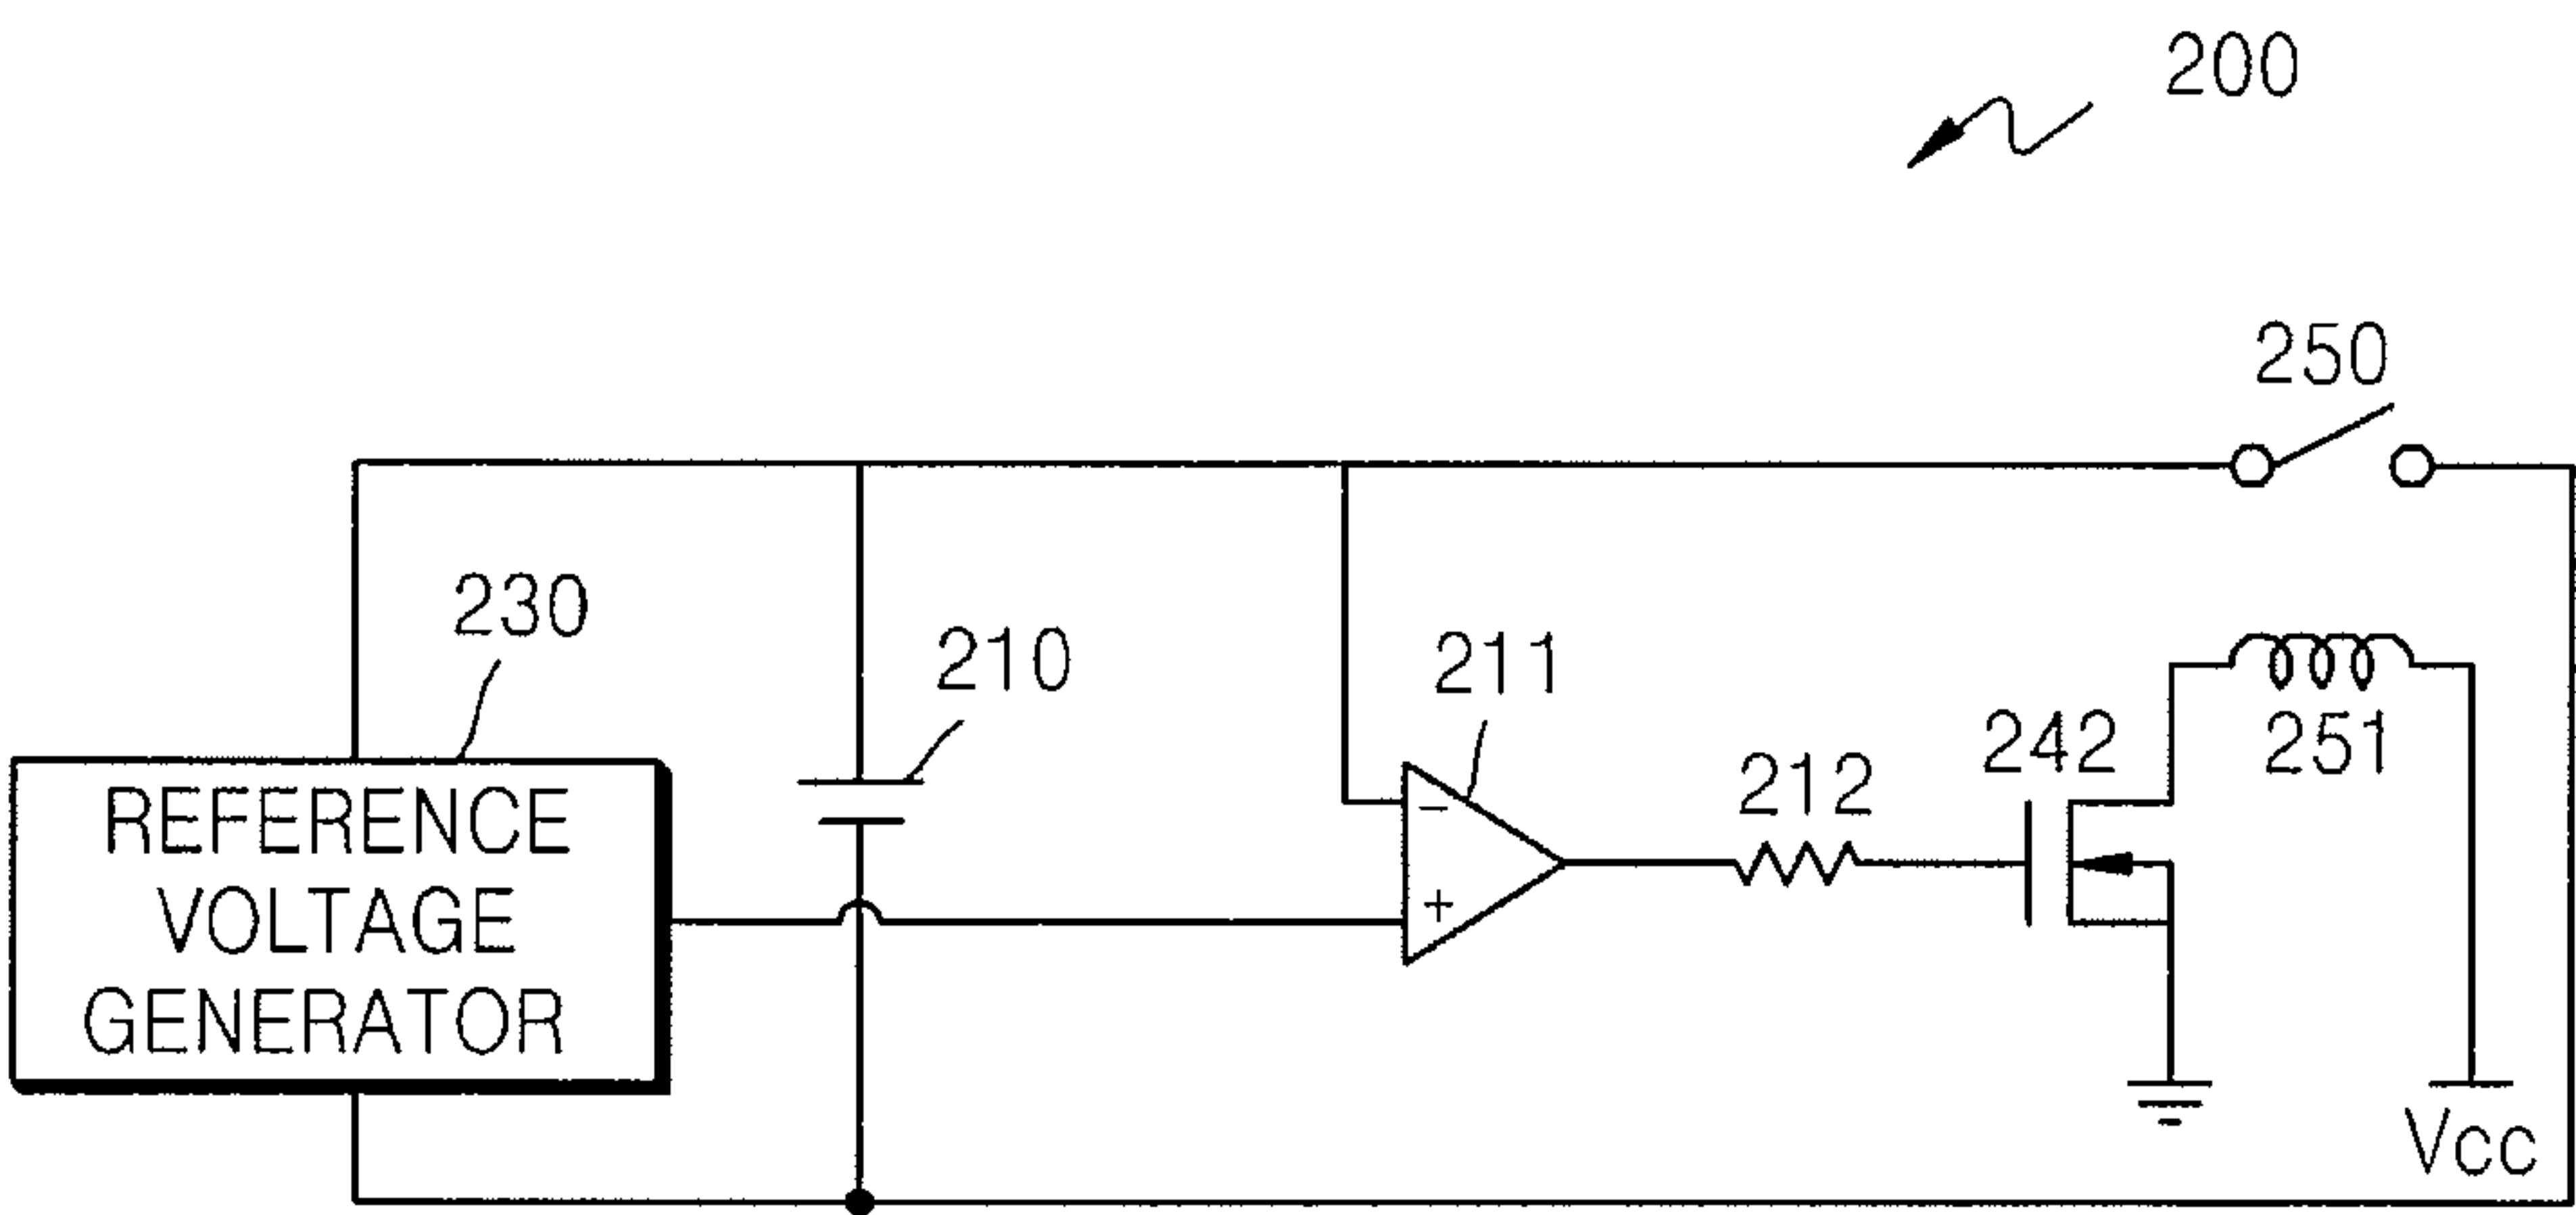 200
250
230
210
211
212
242
251
REFERENCE
VOLTAGE
GENERATOR
−
+
Vcc